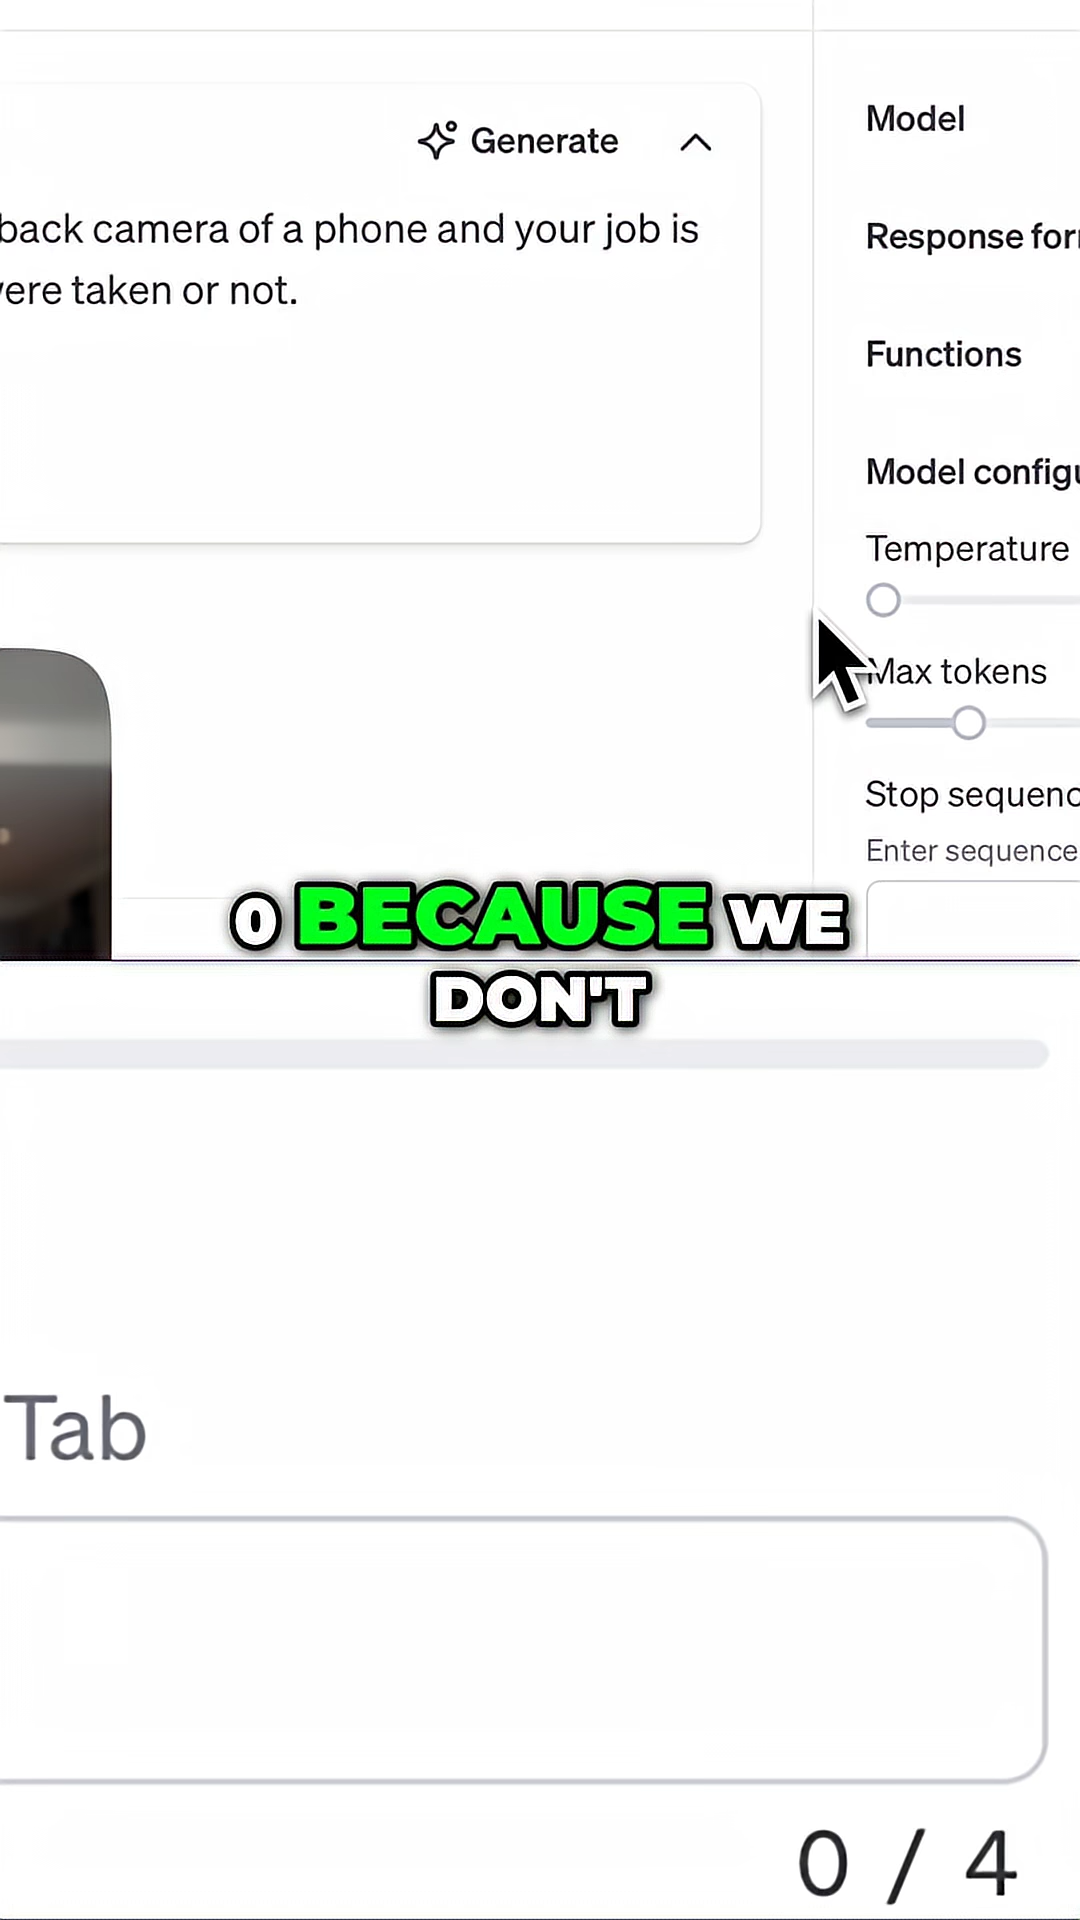 Generate
back camera of a phone and your job is
were taken or not.
Model
Response for
Functions
Model config
Temperature
Max tokens
Stop sequenc
Enter sequence
0 BECAUSE WE
DON'T
Tab
0 / 4